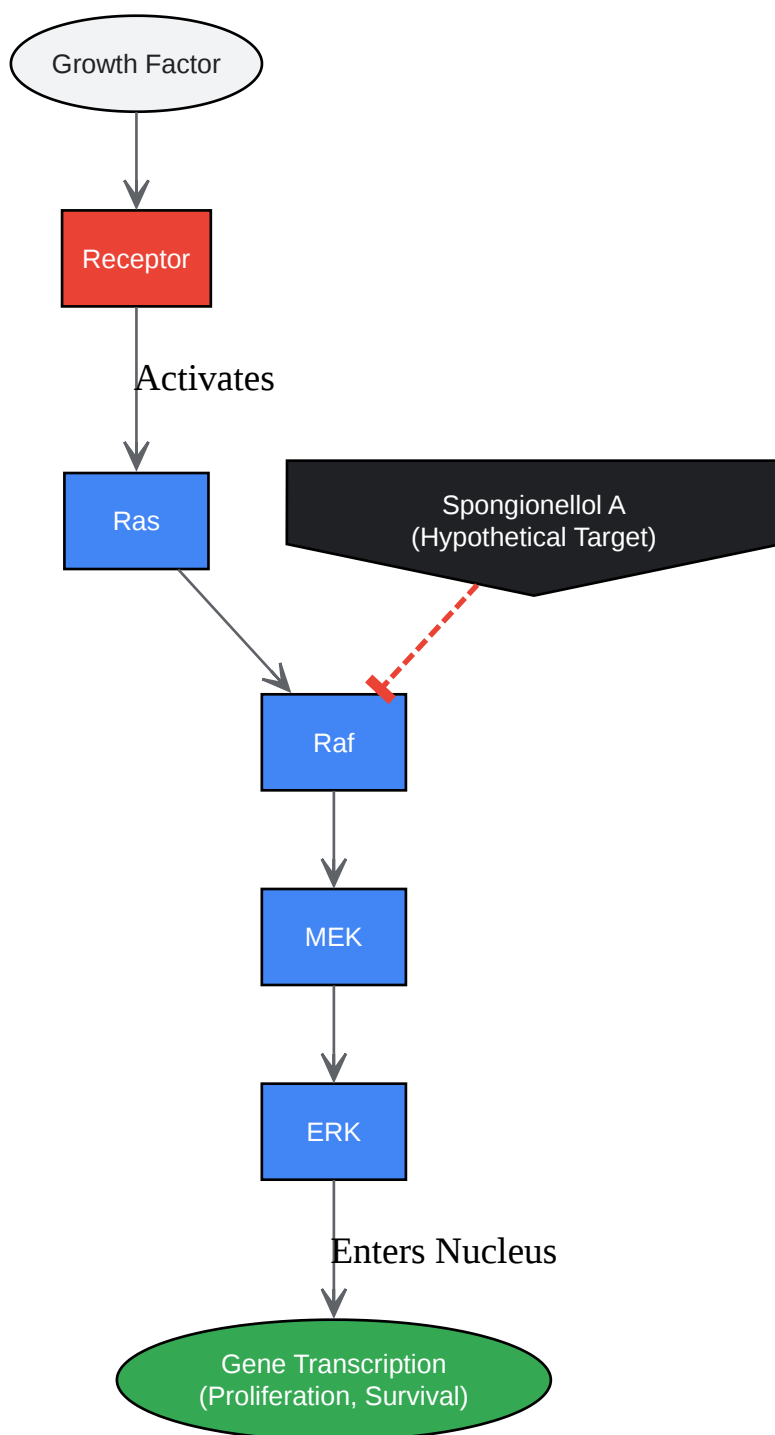 Growth Factor
Receptor
Activates
Ras
Spongionellol A
(Hypothetical Target)
Raf
MEK
ERK
Enters Nucleus
Gene Transcription
(Proliferation, Survival)